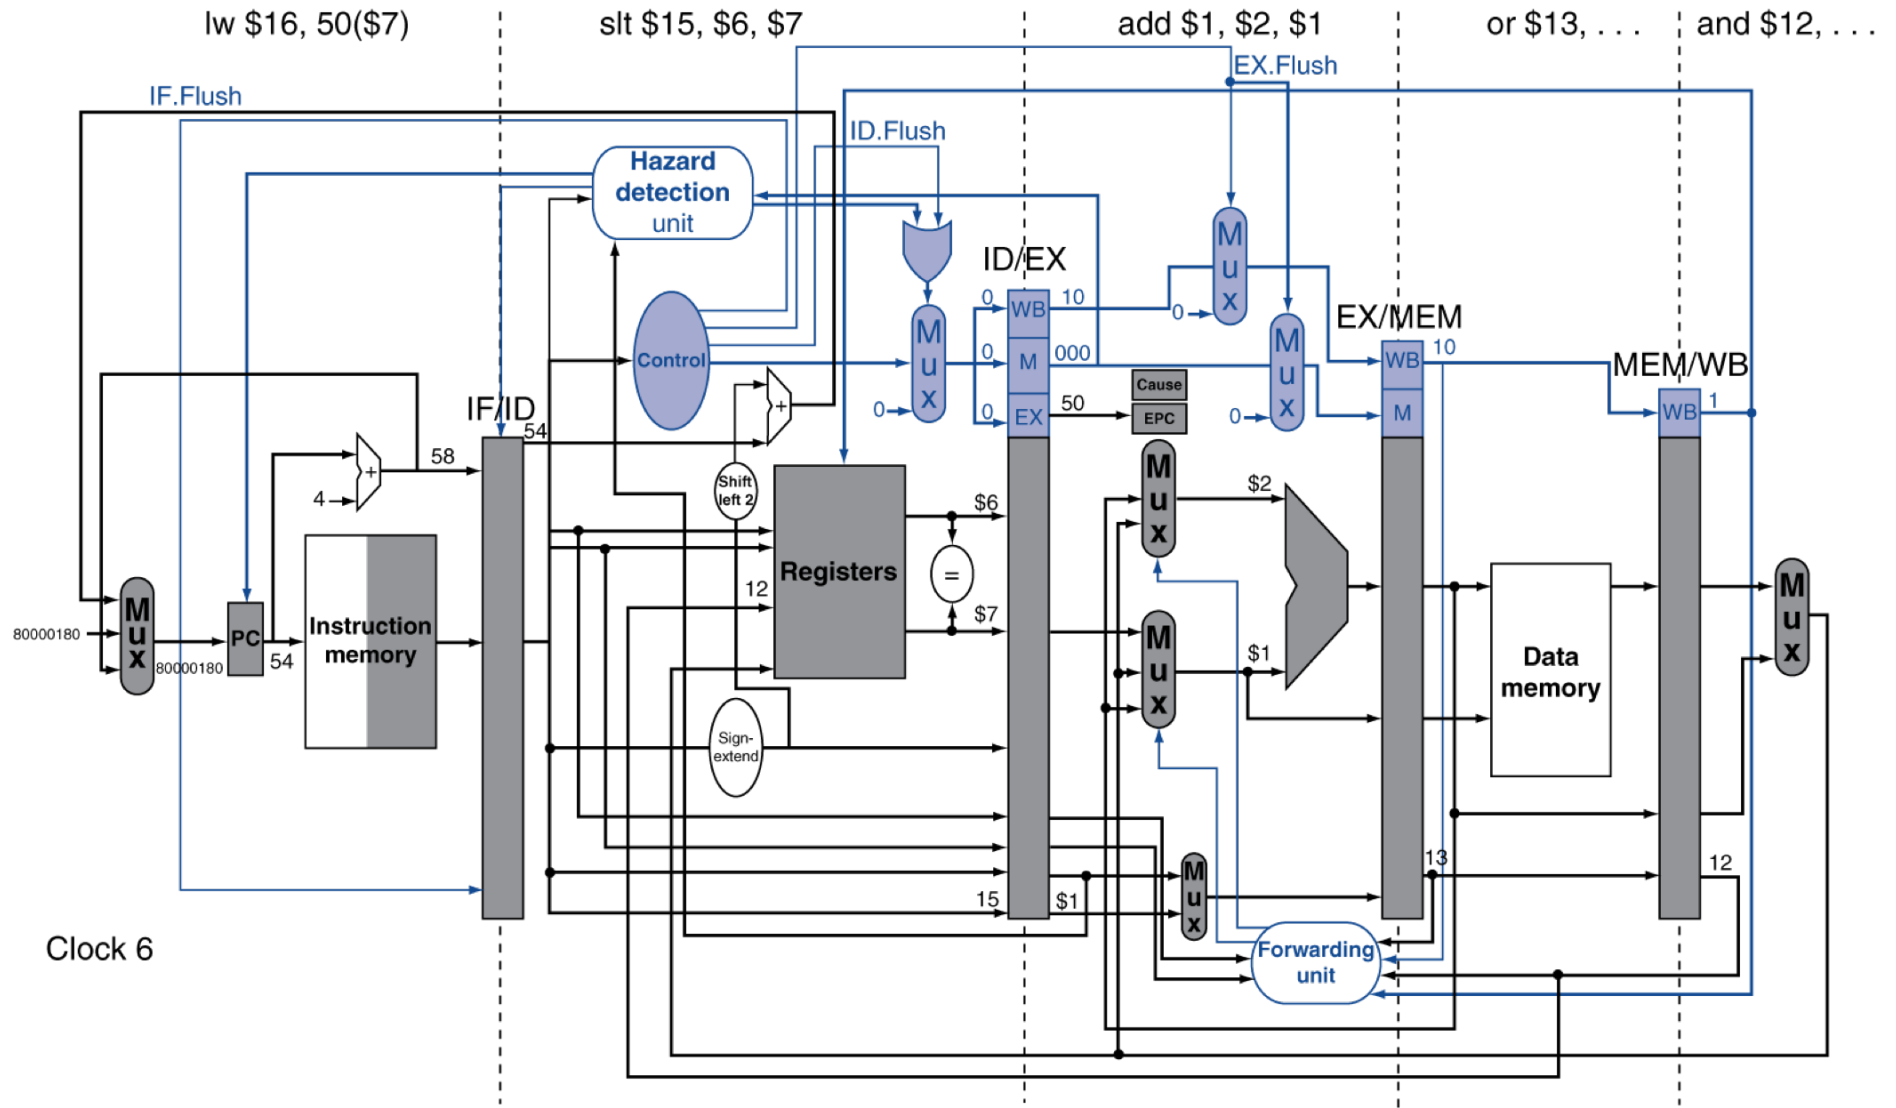 lw $16, 50($7)
slt $15, $6, $7
add $1, $2, $1
or $13, . . .
and $12, . . .
EX.Flush
IF.Flush
ID.Flush
Hazard
detection
unit
ID/EX
EX/MEM
MEM/WB
IF/ID
Control
M
u
x
0
0
WB
10
0
M
000
0
EX
50
M
u
x
0
M
u
x
0
Cause
EPC
WB
10
M
WB
1
54
58
4
+
+
Shift
left 2
M
u
x
80000180
80000180
PC
54
Instruction
memory
12
Registers
$6
=
$7
M
u
x
$2
M
u
x
$1
Data
memory
M
u
x
Sign-
extend
15
$1
M
u
x
13
12
Forwarding
unit
Clock 6